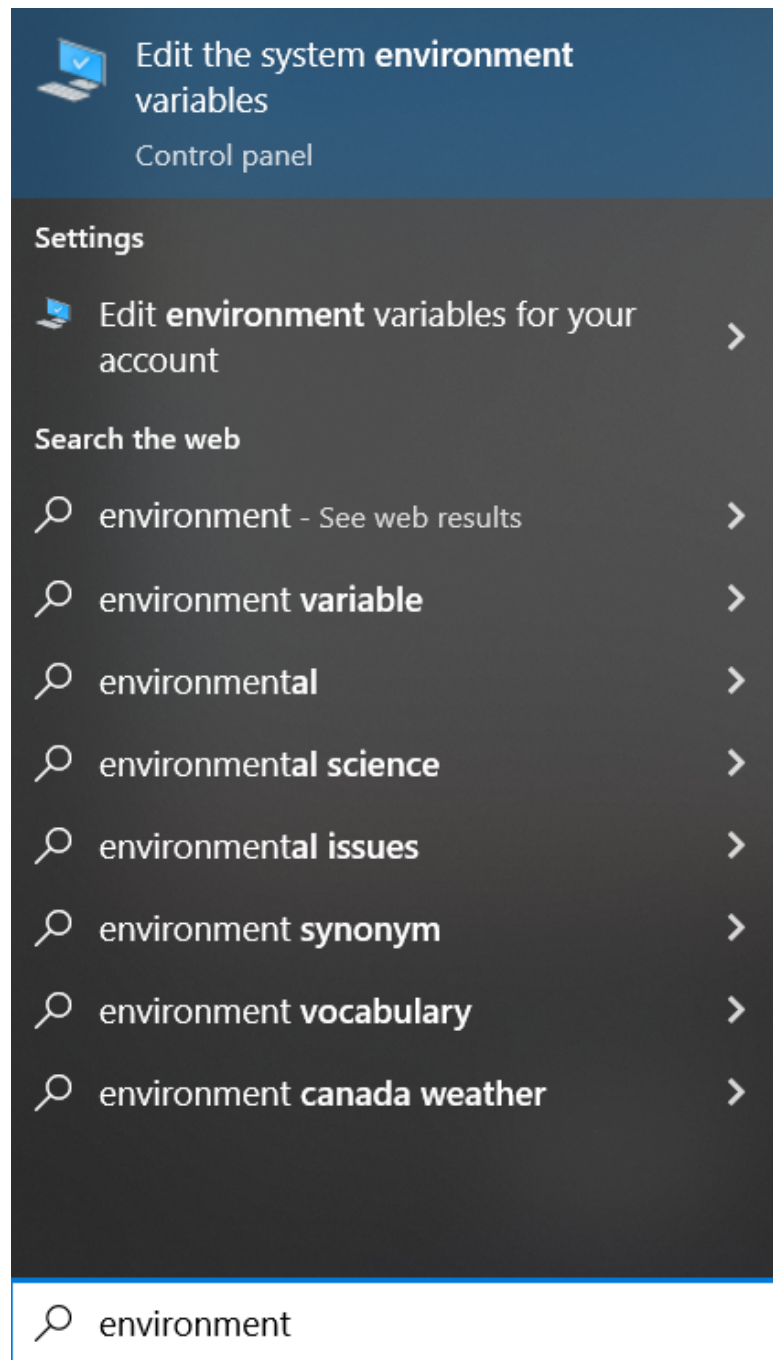 Edit the system environment
variables
Control panel
Settings
Edit environment variables for your
account
Search the web
environment - See web results
environment variable
environmental
environmental science
environmental issues
environment synonym
environment vocabulary
environment canada weather
environment